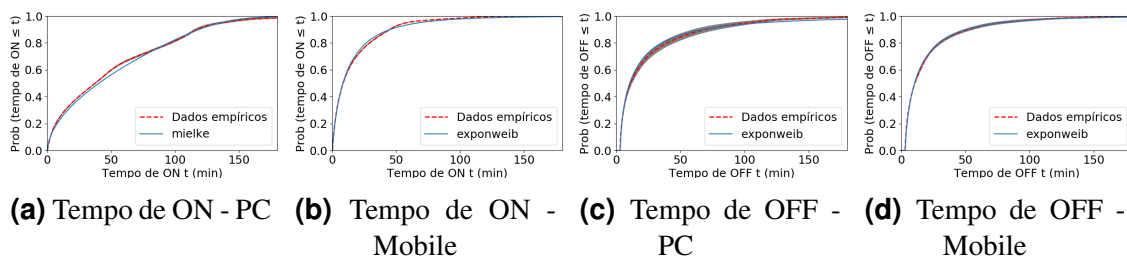 Prob (tempo de ON ≤ t)
1.0
0.8
0.6
0.4
0.2
0.0
Dados empíricos
mielke
0 50 100 150
Tempo de ON t (min)
(a) Tempo de ON - PC
Prob (tempo de ON ≤ t)
1.0
0.8
0.6
0.4
0.2
0.0
Dados empíricos
exponweib
0 50 100 150
Tempo de ON t (min)
(b) Tempo de ON -
Mobile
Prob (tempo de OFF ≤ t)
1.0
0.8
0.6
0.4
0.2
0.0
Dados empíricos
exponweib
0 50 100 150
Tempo de OFF t (min)
(c) Tempo de OFF -
PC
Prob (tempo de OFF ≤ t)
1.0
0.8
0.6
0.4
0.2
0.0
Dados empíricos
exponweib
0 50 100 150
Tempo de OFF t (min)
(d) Tempo de OFF -
Mobile